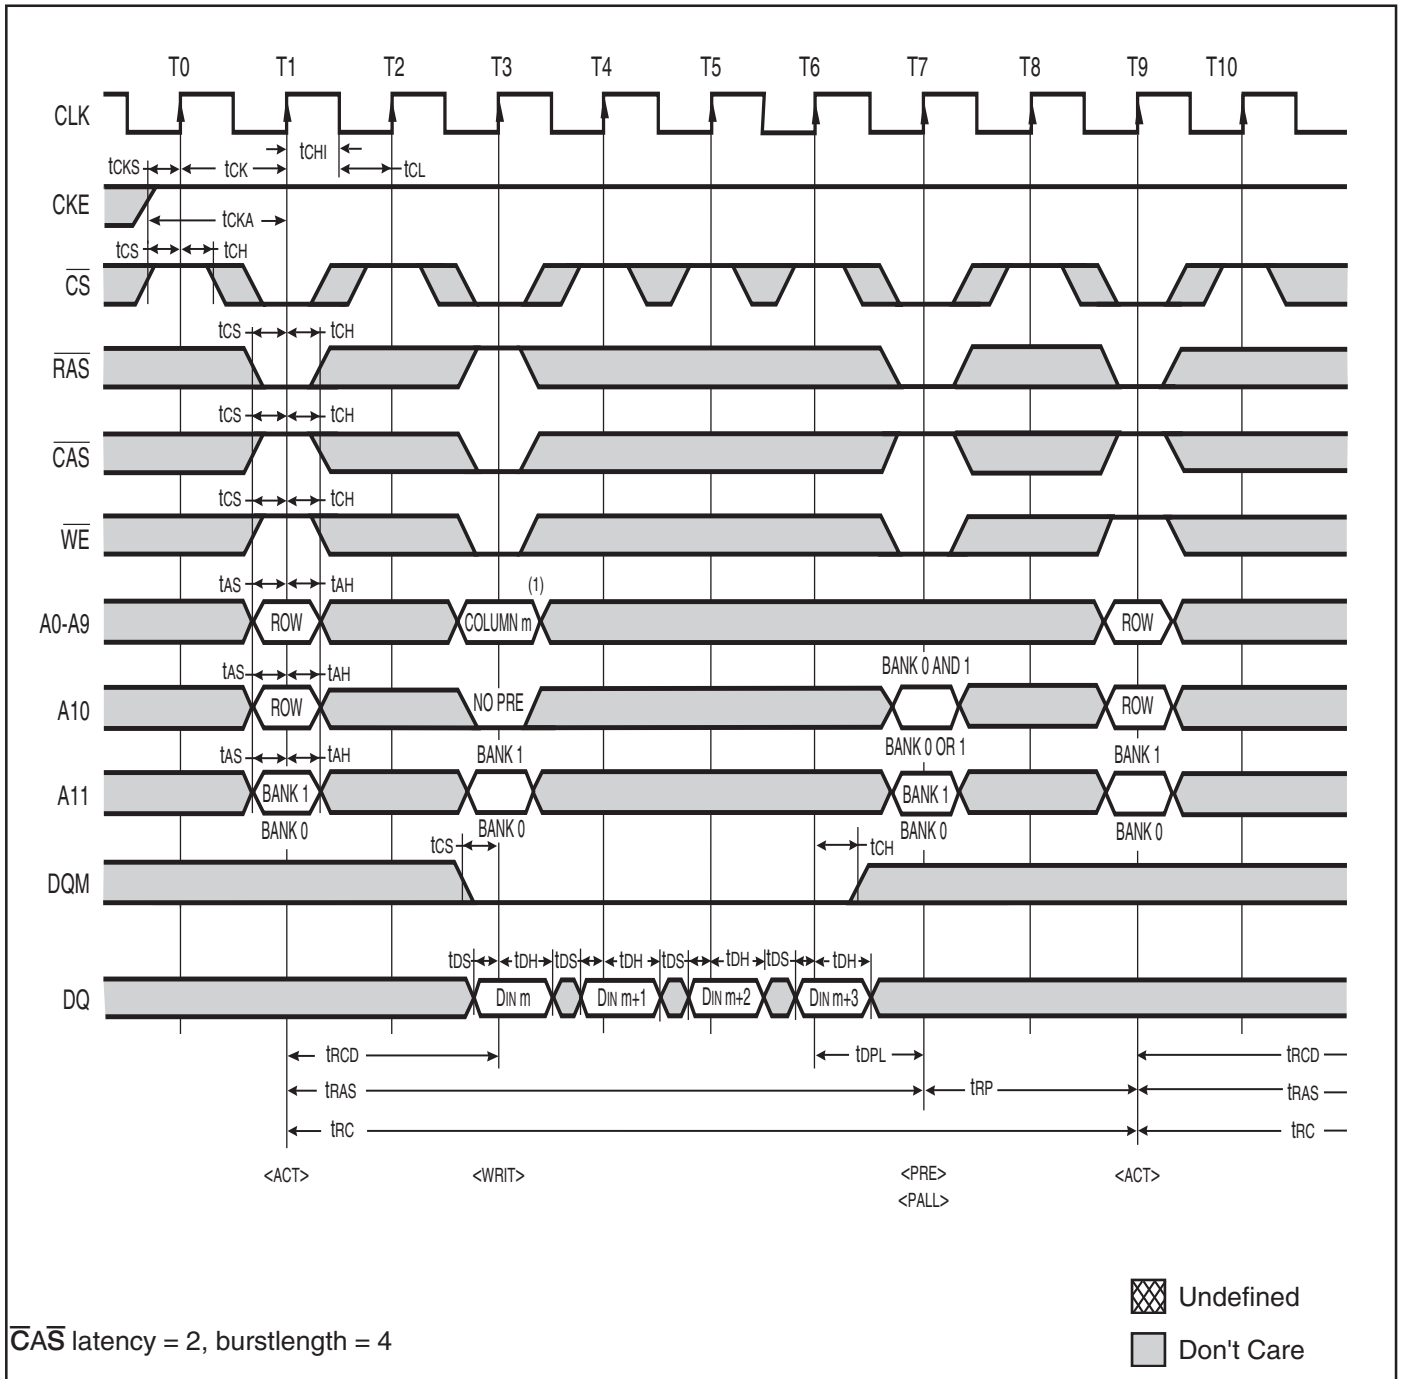 T0 T1 T2 T3 T4 T5 T6 T7 T8 T9 T10
CLK
tCHI
tCKS tCK tCL
CKE
tCKA
tCS tCH
CS
tCS tCH
RAS
tCS tCH
CAS
tCS tCH
WE
tAS tAH (1)
A0-A9 ROW COLUMN m ROW
BANK 0 AND 1
tAS tAH
A10 ROW NO PRE ROW
BANK 0 OR 1
tAS tAH BANK 1 BANK 1
A11 BANK 1 BANK 1
BANK 0 BANK 0 BANK 0 BANK 0
tCS tCH
DQM
tDS tDH tDS tDH tDS tDH tDS tDH
DQ DIN m DIN m+1 DIN m+2 DIN m+3
tRCD tDPL tRCD
tRAS tRP tRAS
tRC tRC
<ACT> <WRIT> <PRE> <ACT>
<PALL>
Undefined
CAS latency = 2, burstlength = 4
Don't Care